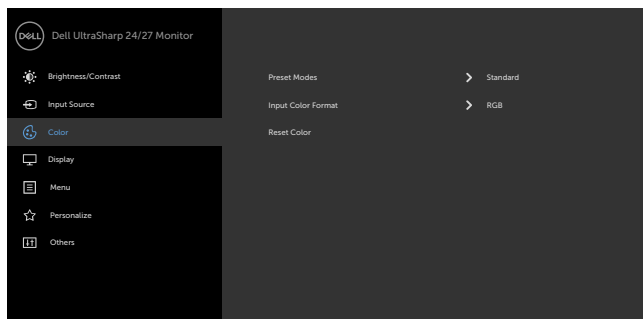 DELL Dell UltraSharp 24/27 Monitor
Brightness/Contrast
Preset Modes Standard
Input Source
Input Color Format RGB
Color
Reset Color
Display
Menu
Personalize
Others